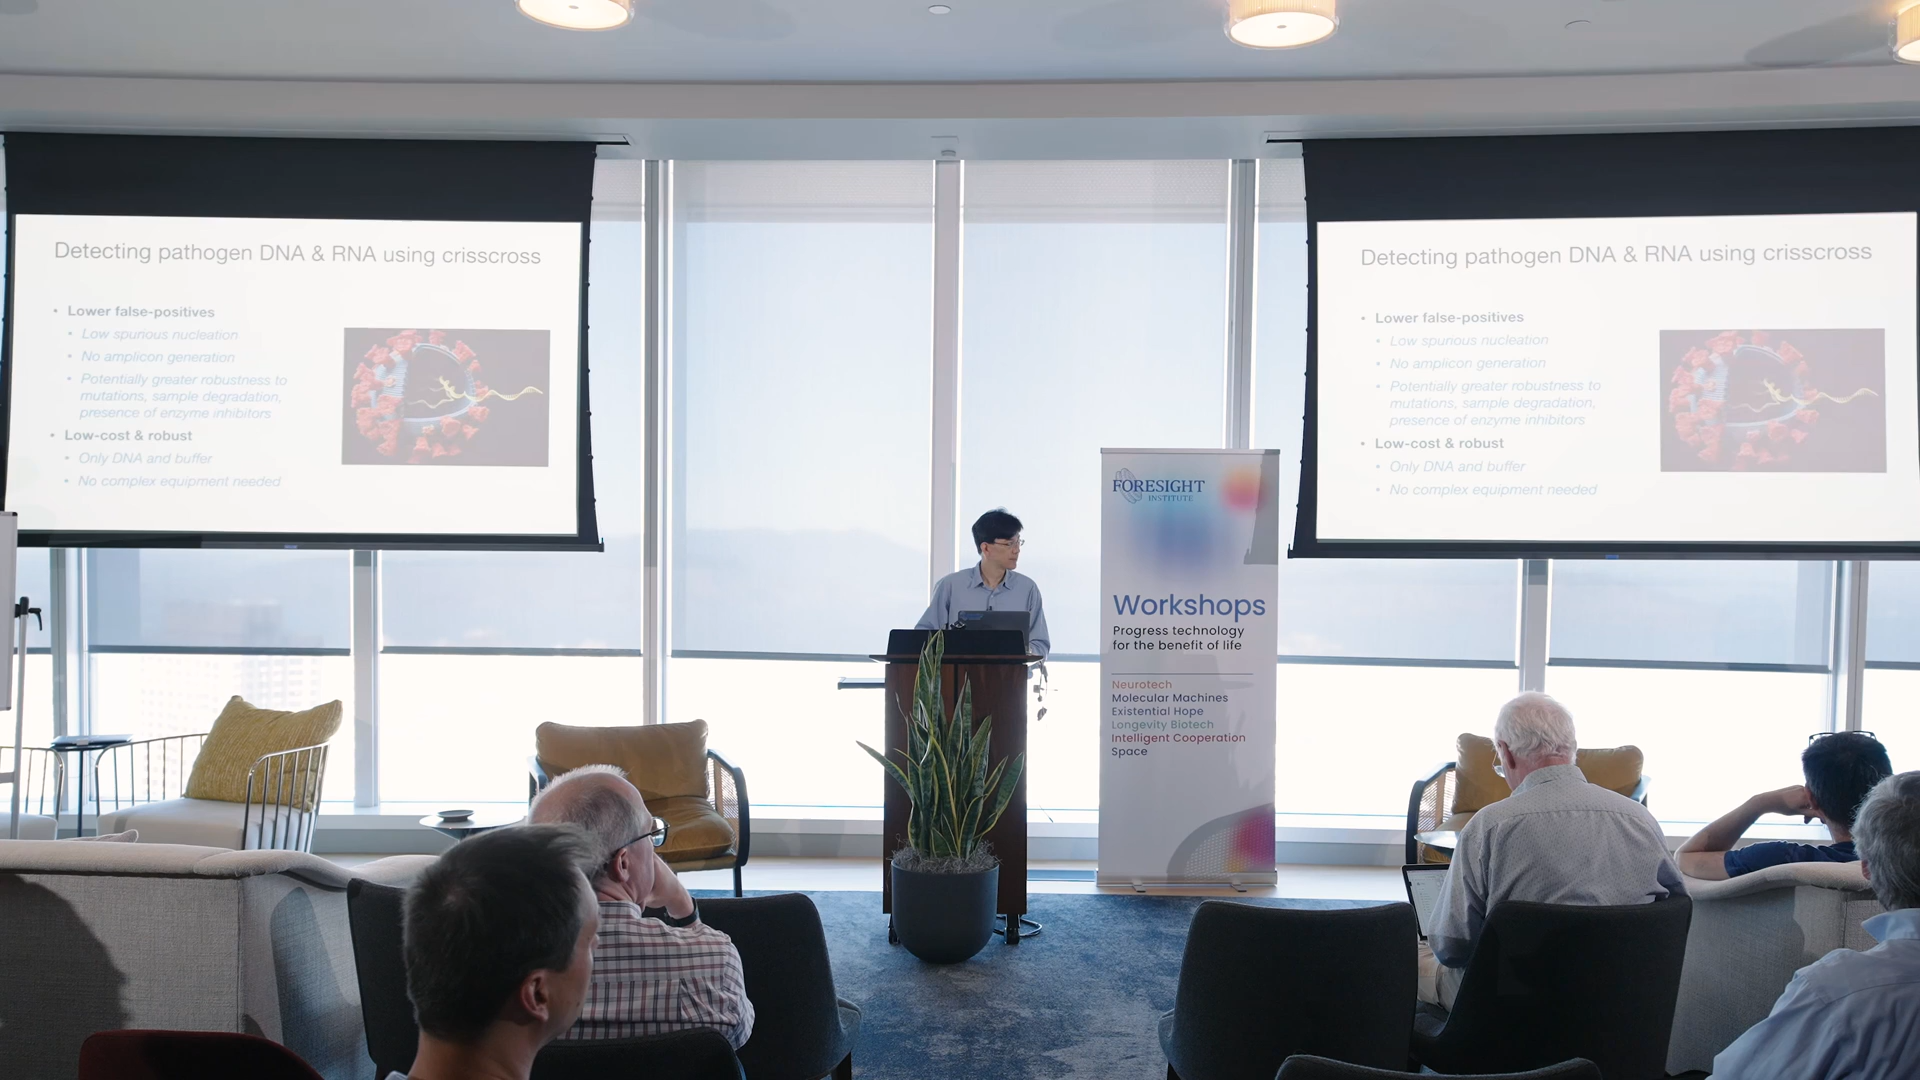 Detecting pathogen DNA & RNA using crisscross
• Lower false-positives
• Low spurious nucleation
• No amplicon generation
• Potentially greater robustness to
mutations, sample degradation,
presence of enzyme inhibitors
• Low-cost & robust
• Only DNA and buffer
• No complex equipment needed
FORESIGHT
INSTITUTE
Workshops
Progress technology
for the benefit of life
Neurotech
Molecular Machines
Existential Hope
Longevity Biotech
Intelligent Cooperation
Space
Detecting pathogen DNA & RNA using crisscross
• Lower false-positives
• Low spurious nucleation
• No amplicon generation
• Potentially greater robustness to
mutations, sample degradation,
presence of enzyme inhibitors
• Low-cost & robust
• Only DNA and buffer
• No complex equipment needed